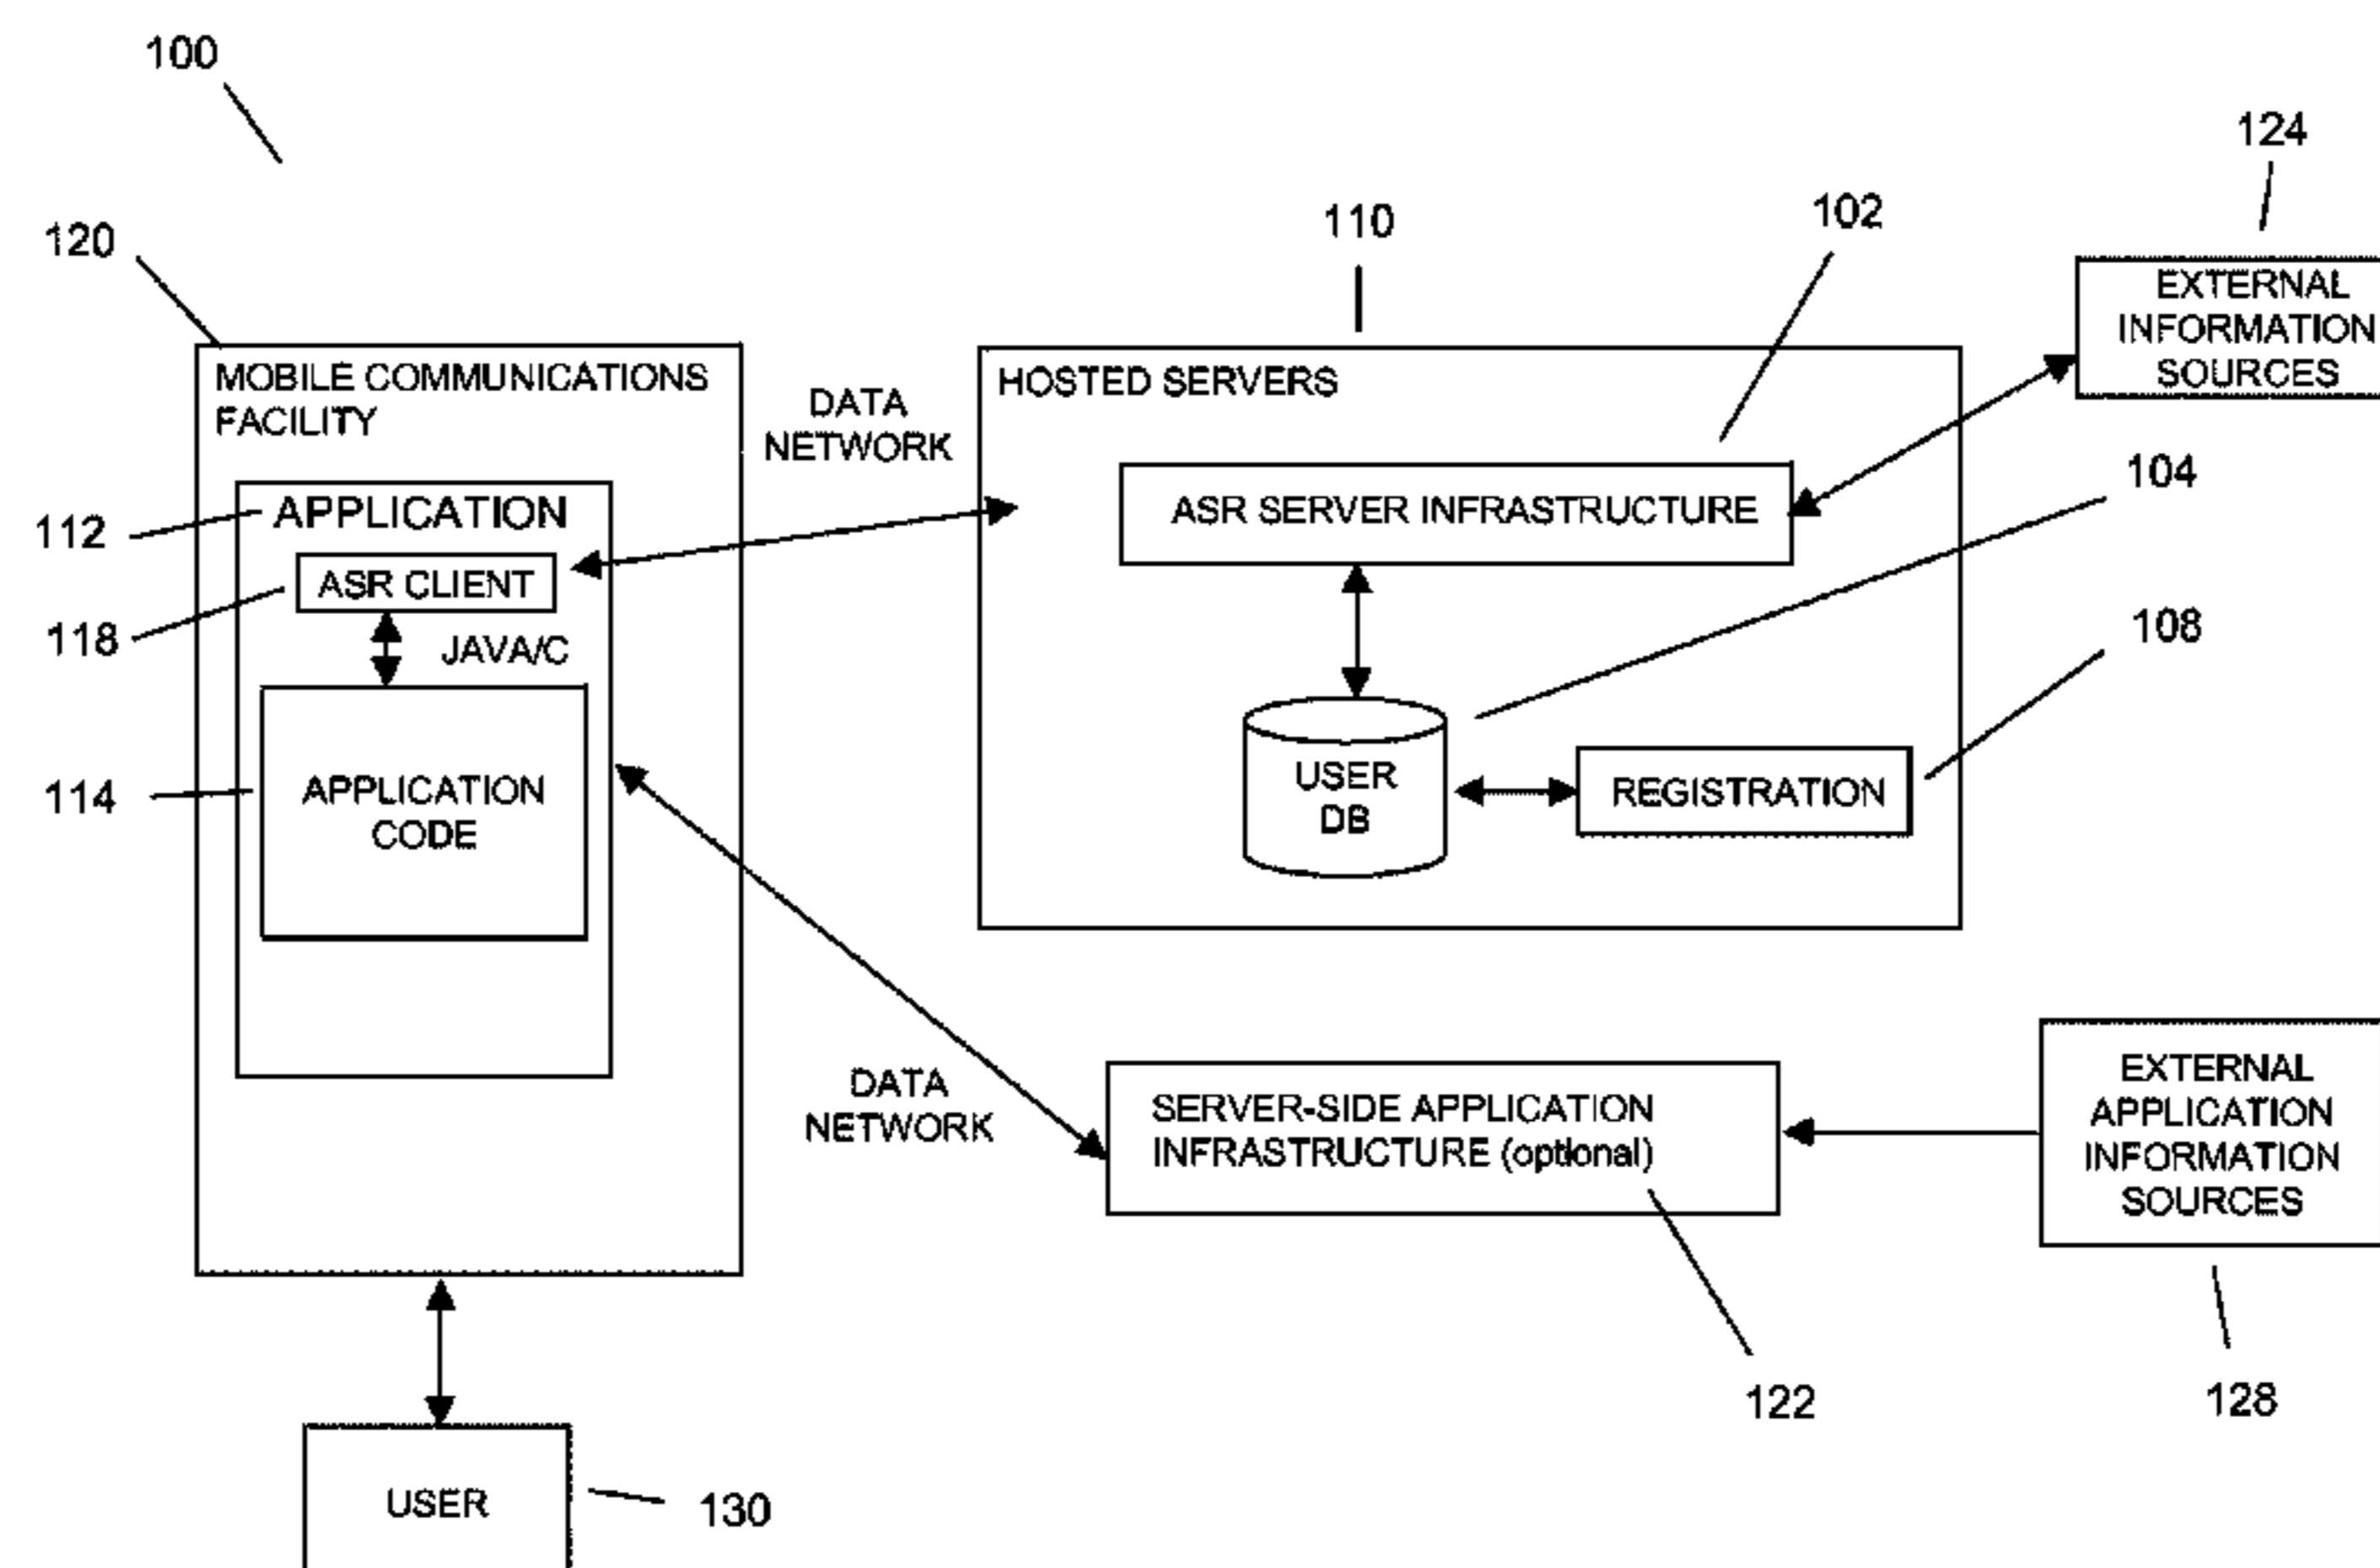 100
124
120
110
102
MOBILE COMMUNICATIONS
FACILITY
DATA
NETWORK
HOSTED SERVERS
EXTERNAL
INFORMATION
SOURCES
104
112
APPLICATION
ASR CLIENT
118
JAVA/C
ASR SERVER INFRASTRUCTURE
108
114
APPLICATION
CODE
USER
DB
REGISTRATION
DATA
NETWORK
SERVER-SIDE APPLICATION
INFRASTRUCTURE (optional)
EXTERNAL
APPLICATION
INFORMATION
SOURCES
122
128
USER
130